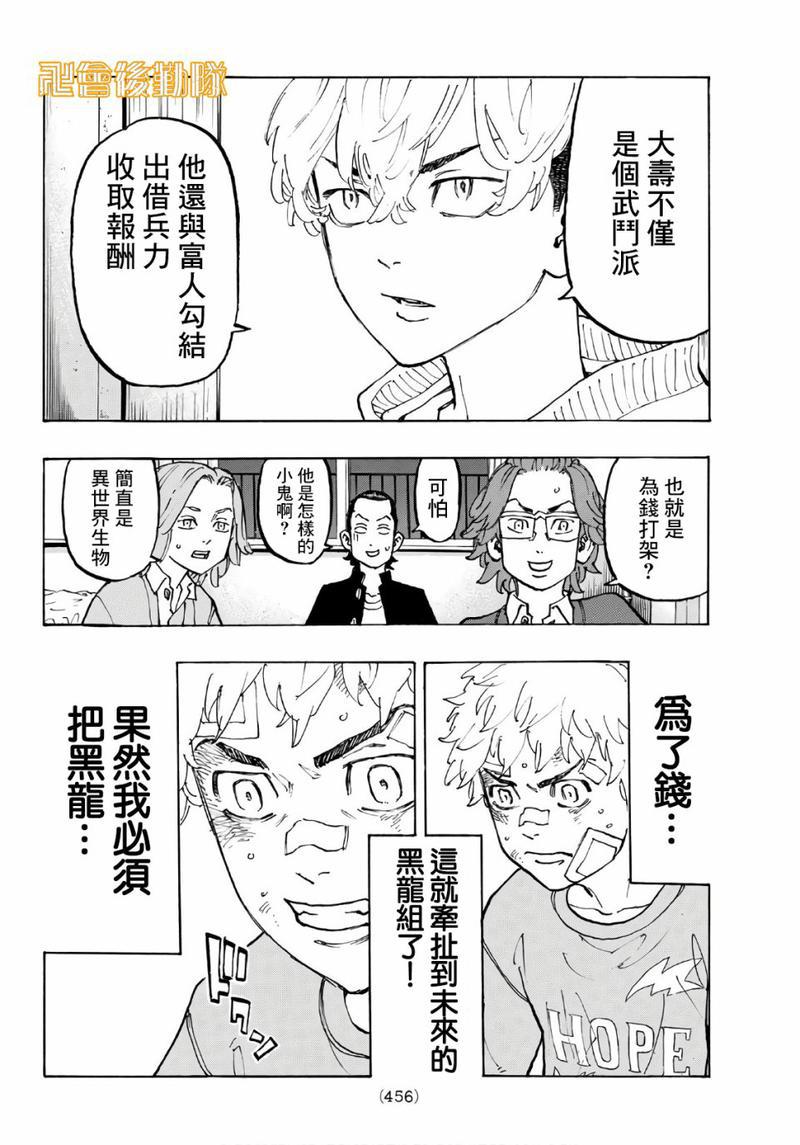 卍會後勤隊
大壽不僅
是個武鬥派
他還與富人勾結
出借兵力
收取報酬
也就是
為錢打架？
可怕
他是怎樣的
小鬼啊？
簡直是
異世界生物
為了錢…
HOPE
這就牽扯到未來的
黑龍組了！
果然我必須
把黑龍…
ドクン
(456)